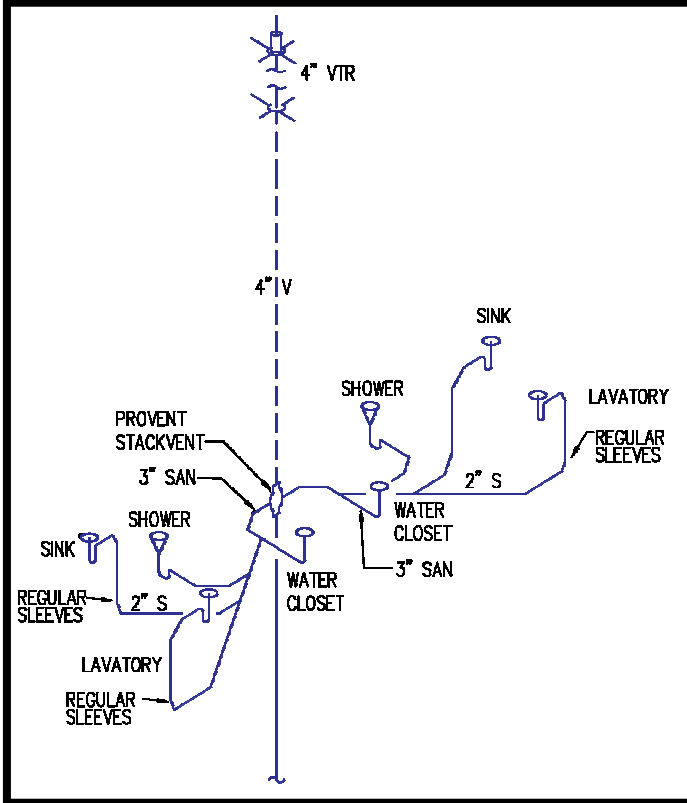 4" VTR
4" V
SINK
SHOWER
LAVATORY
PROVENT
STACKVENT
REGULAR
SLEEVES
3" SAN
2" S
WATER
CLOSET
SHOWER
SINK
3" SAN
WATER
CLOSET
REGULAR
SLEEVES
2" S
LAVATORY
REGULAR
SLEEVES